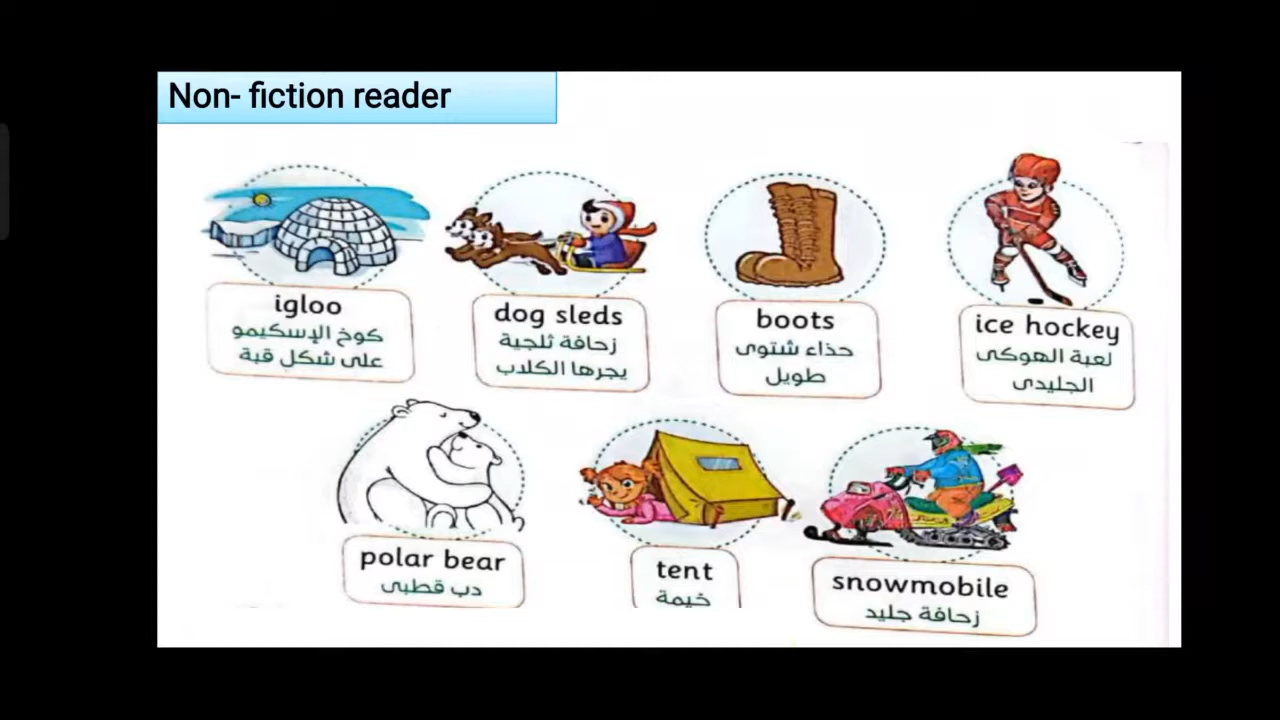 Non- fiction reader
igloo
كوخ الإسكيمو
على شكل قبة
dog sleds
زحافة ثلجية
يجرها الكلاب
boots
حذاء شتوى
طويل
ice hockey
لعبة الهوكى
الجليدى
polar bear
دب قطبى
tent
خيمة
snowmobile
زحافة جليد